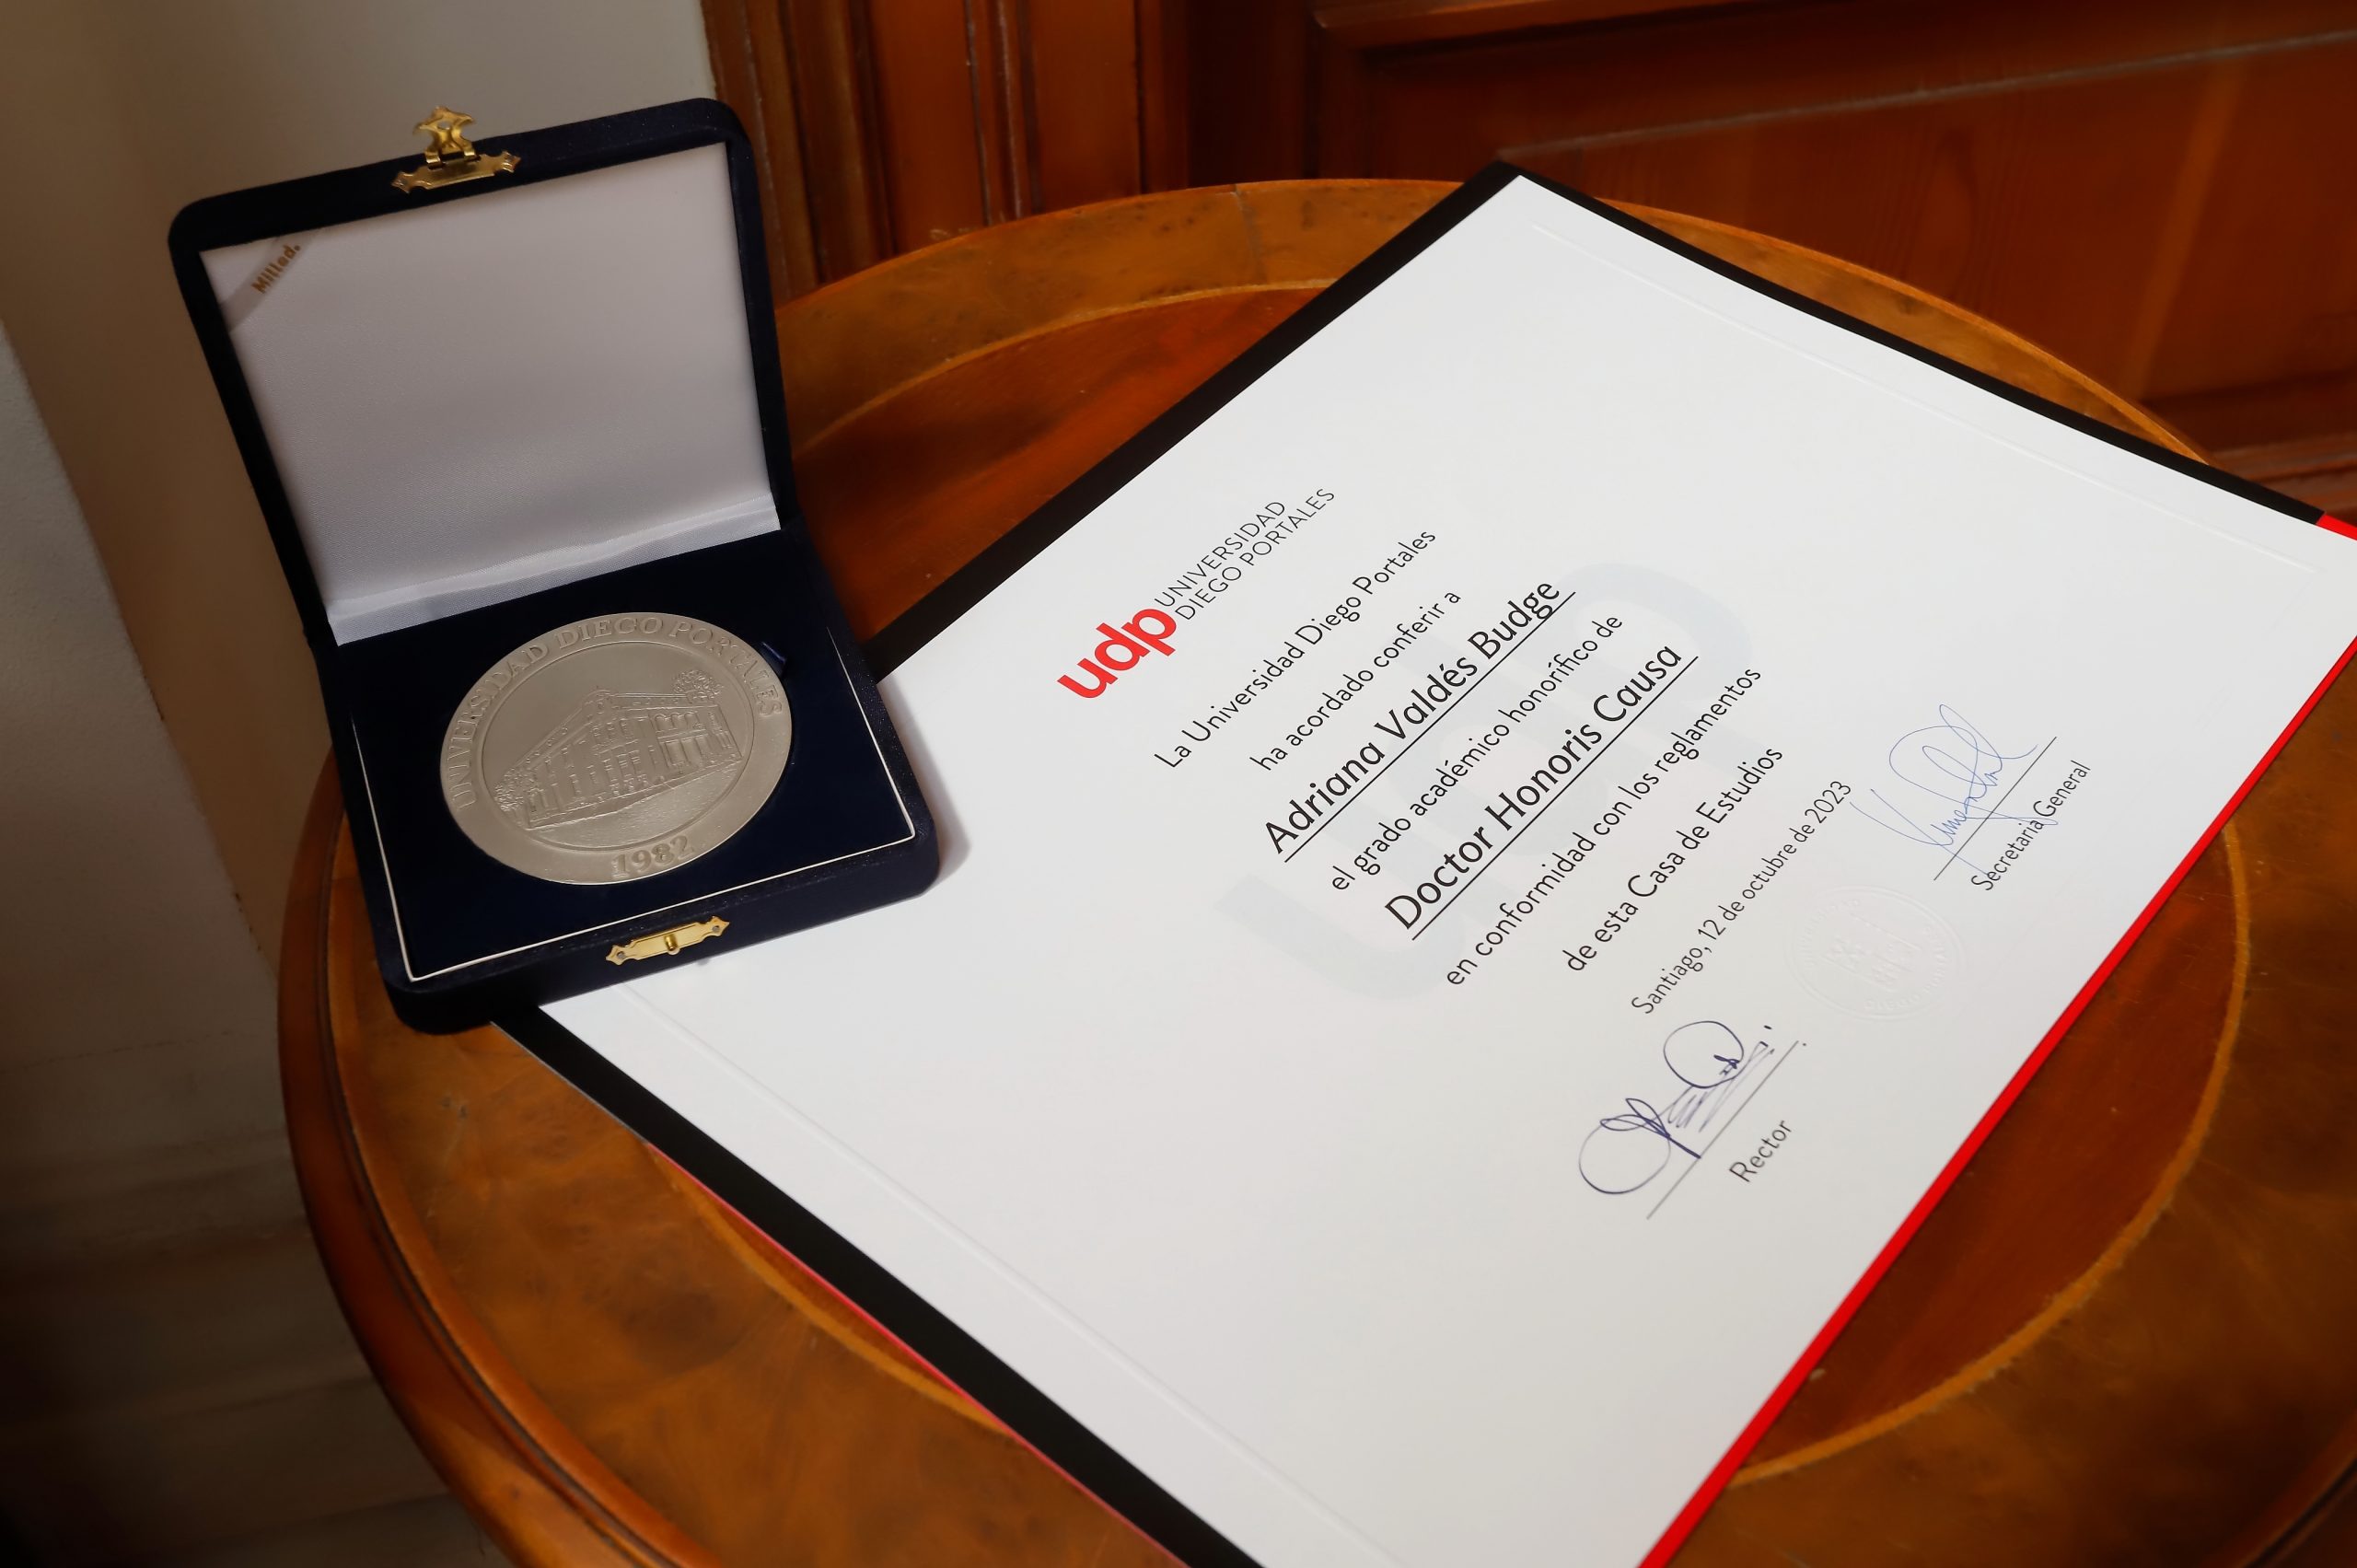 Milled.
UNIVERSIDAD DIEGO PORTALES
1982
udp UNIVERSIDAD
DIEGO PORTALES
La Universidad Diego Portales
ha acordado conferir a
Adriana Valdés Budge
el grado académico honorífico de
Doctor Honoris Causa
en conformidad con los reglamentos
de esta Casa de Estudios
Santiago, 12 de octubre de 2023
Rector
Secretaria General